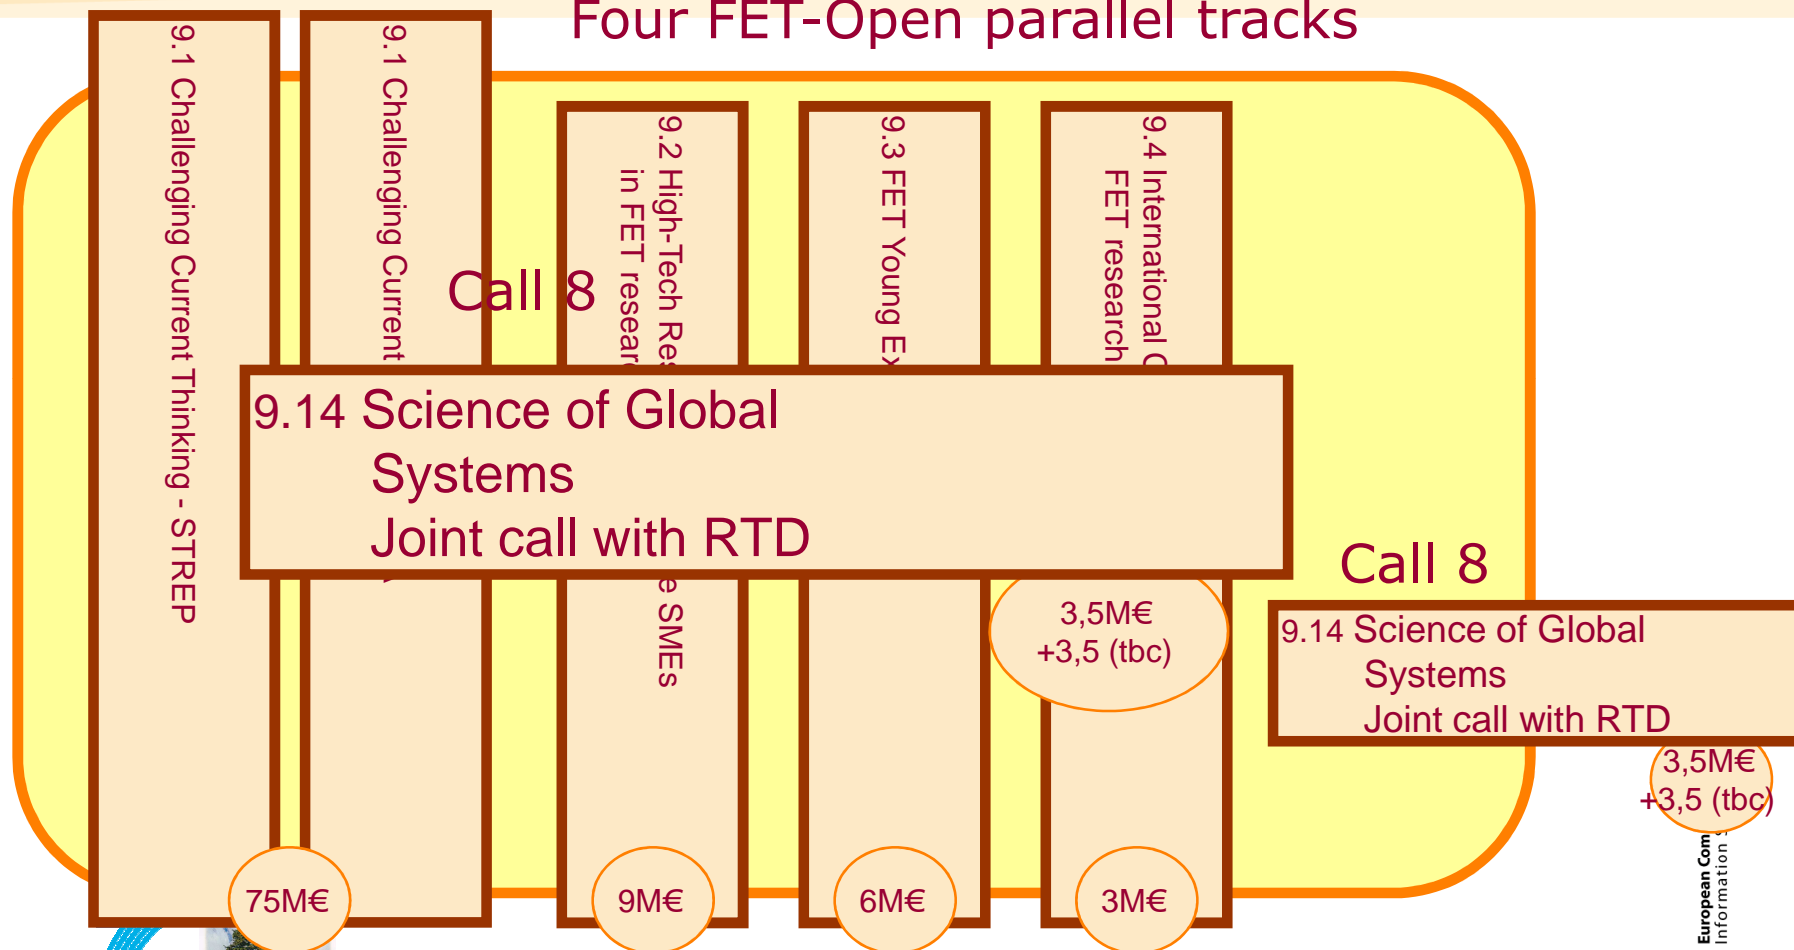 Four FET-Open parallel tracks
9.1 Challenging Current Thinking - STREP
9.1 Challenging Current
9.2 High-Tech
in FET
e SMEs
9.3 FET Young
9.4 International
FET research
Call 8
9.14 Science of Global
Systems
Joint call with RTD
3,5M€
+3,5 (tbc)
Call 8
9.14 Science of Global
Systems
Joint call with RTD
3,5M€
+3,5 (tbc)
75M€
9M€
6M€
3M€
European Com
Information